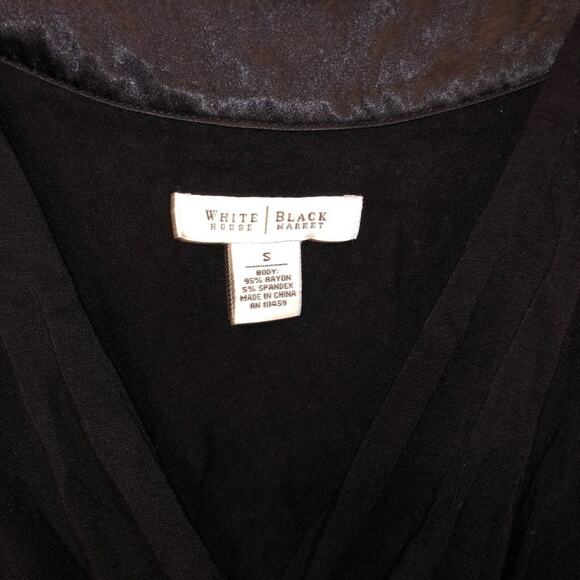 WHITE | BLACK
HOUSE | MARKET
S
BODY:
95% RAYON
5% SPANDEX
MADE IN CHINA
RN 111459